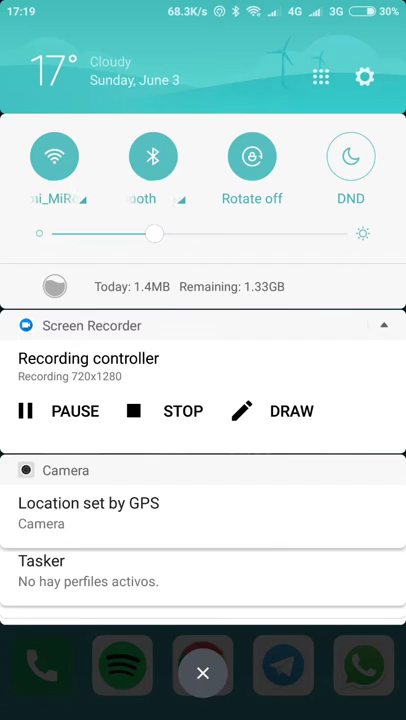 17:19 68.3K/s 4G 3G 30%
17° Cloudy
Sunday, June 3
Rotate off DND
Today: 1.4MB Remaining: 1.33GB
Screen Recorder
Recording controller
Recording 720x1280
PAUSE STOP DRAW
Camera
Location set by GPS
Camera
Tasker
No hay perfiles activos.